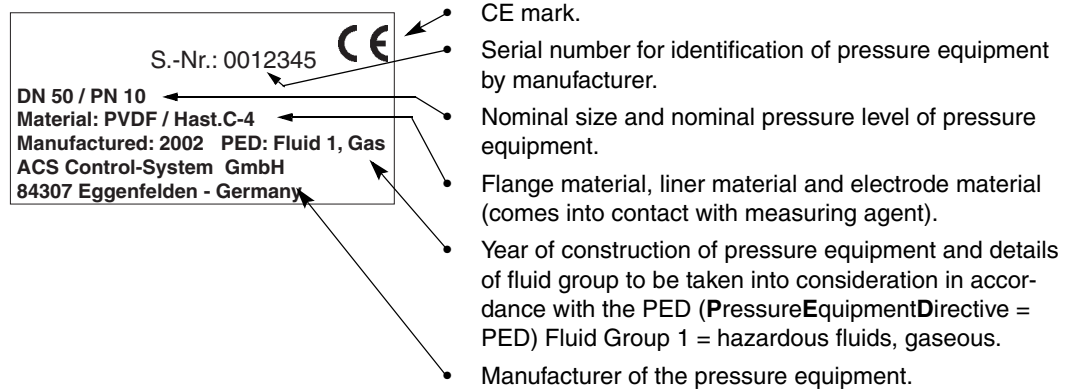 S.-Nr.: 0012345 CE
DN 50 / PN 10
Material: PVDF / Hast.C-4
Manufactured: 2002 PED: Fluid 1, Gas
ACS Control-System GmbH
84307 Eggenfelden - Germany
• CE mark.
• Serial number for identification of pressure equipment
by manufacturer.
• Nominal size and nominal pressure level of pressure
equipment.
• Flange material, liner material and electrode material
(comes into contact with measuring agent).
• Year of construction of pressure equipment and details
of fluid group to be taken into consideration in accor-
dance with the PED (PressureEquipmentDirective =
PED) Fluid Group 1 = hazardous fluids, gaseous.
• Manufacturer of the pressure equipment.